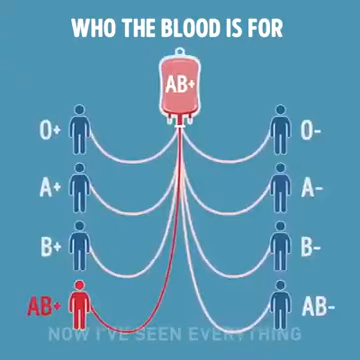 WHO THE BLOOD IS FOR
AB+
O+
O-
A+
A-
B+
B-
AB+
AB-
NOW I'VE SEEN EVERYTHING